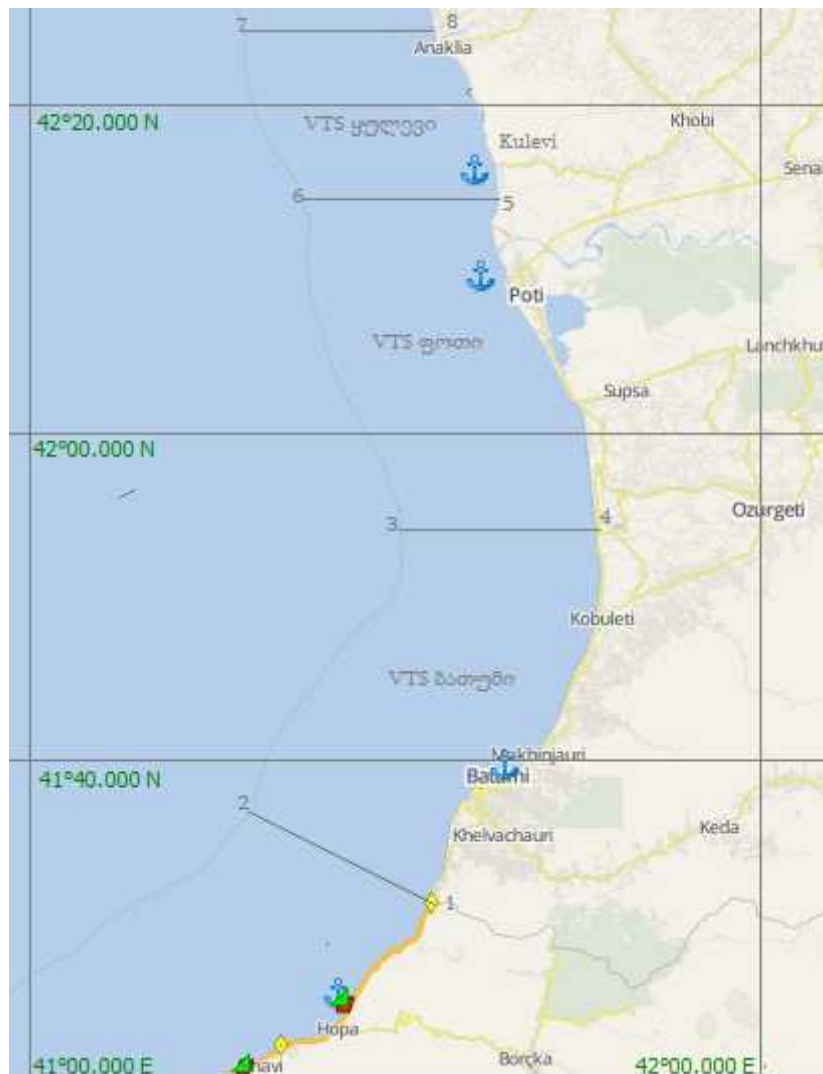 7
8
Anaklia
42°20.000 N
VTS ყულევი
Khobi
Kulevi
6
5
Poti
VTS ფოთი
Supsa
42°00.000 N
3
4
Ozurgeti
Kobuleti
VTS ბათუმი
Makhinjauri
41°40.000 N
Batumi
2
Keda
Khelvachauri
1
Hopa
Borçka
41°00.000 E
42°00.000 E